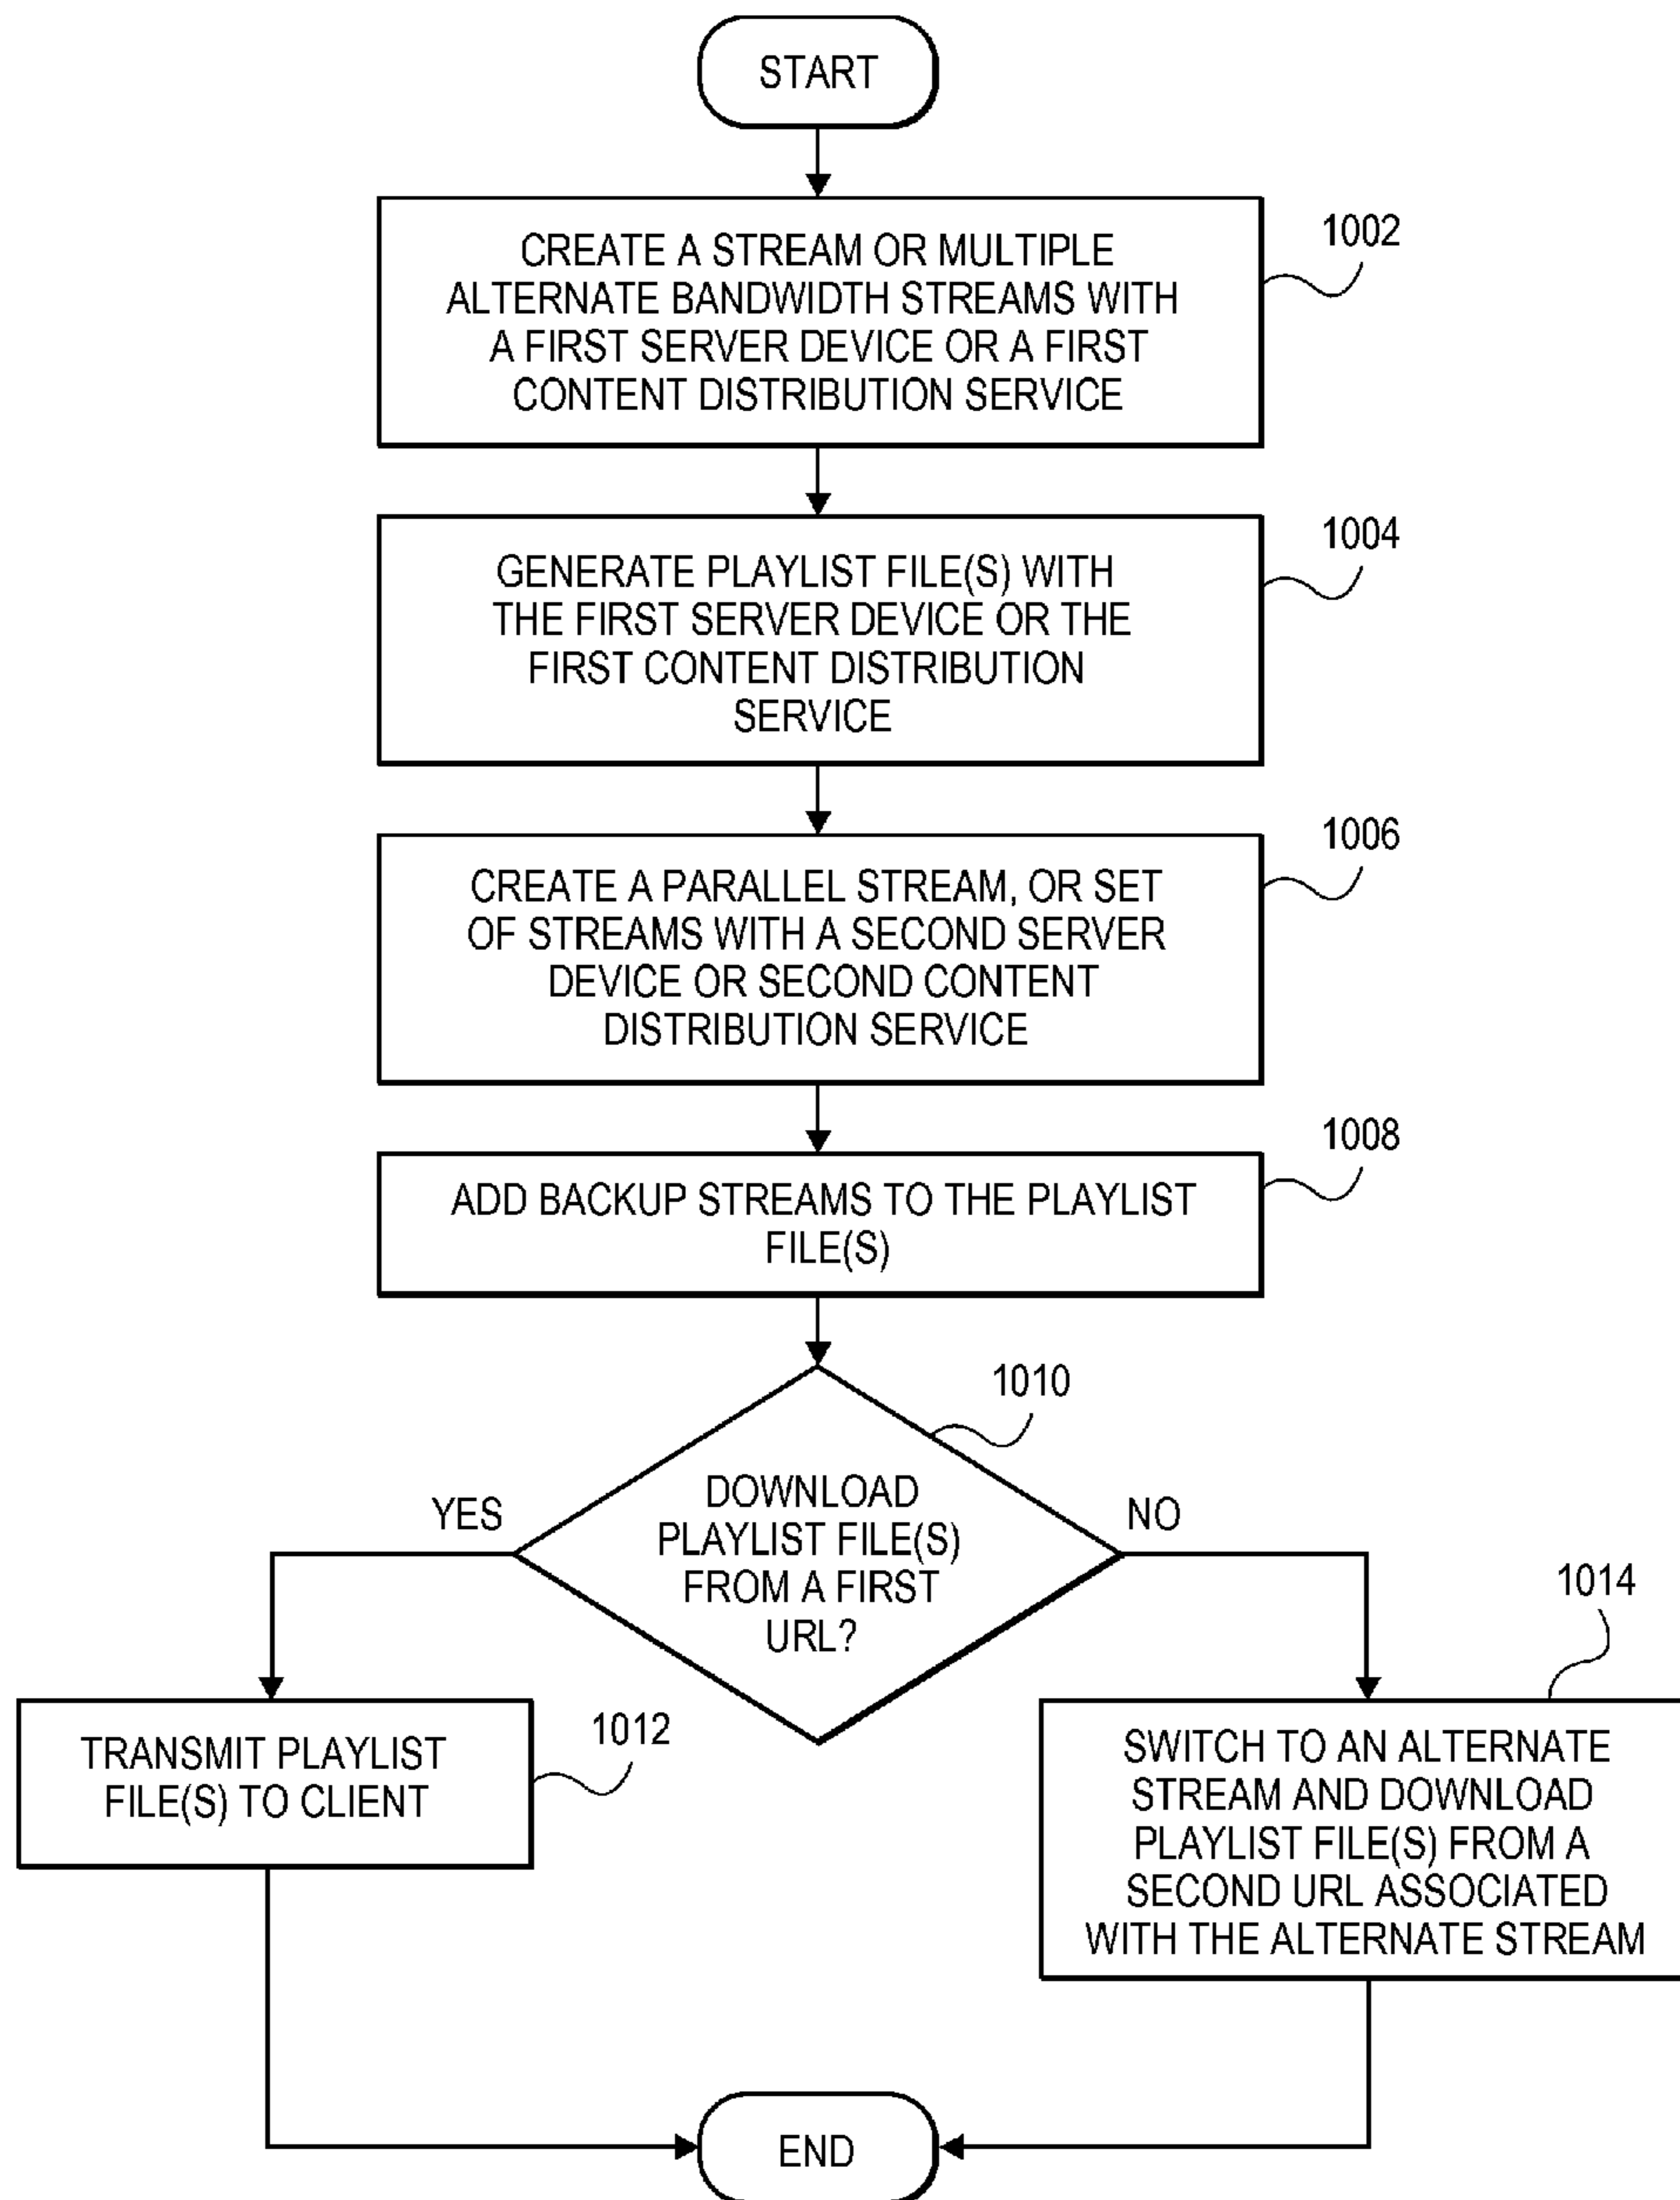 START
1002
CREATE A STREAM OR MULTIPLE
ALTERNATE BANDWIDTH STREAMS WITH
A FIRST SERVER DEVICE OR A FIRST
CONTENT DISTRIBUTION SERVICE
1004
GENERATE PLAYLIST FILE(S) WITH
THE FIRST SERVER DEVICE OR THE
FIRST CONTENT DISTRIBUTION
SERVICE
1006
CREATE A PARALLEL STREAM, OR SET
OF STREAMS WITH A SECOND SERVER
DEVICE OR SECOND CONTENT
DISTRIBUTION SERVICE
1008
ADD BACKUP STREAMS TO THE PLAYLIST
FILE(S)
1010
DOWNLOAD
PLAYLIST FILE(S)
FROM A FIRST
URL?
YES
NO
1012
TRANSMIT PLAYLIST
FILE(S) TO CLIENT
1014
SWITCH TO AN ALTERNATE
STREAM AND DOWNLOAD
PLAYLIST FILE(S) FROM A
SECOND URL ASSOCIATED
WITH THE ALTERNATE STREAM
END